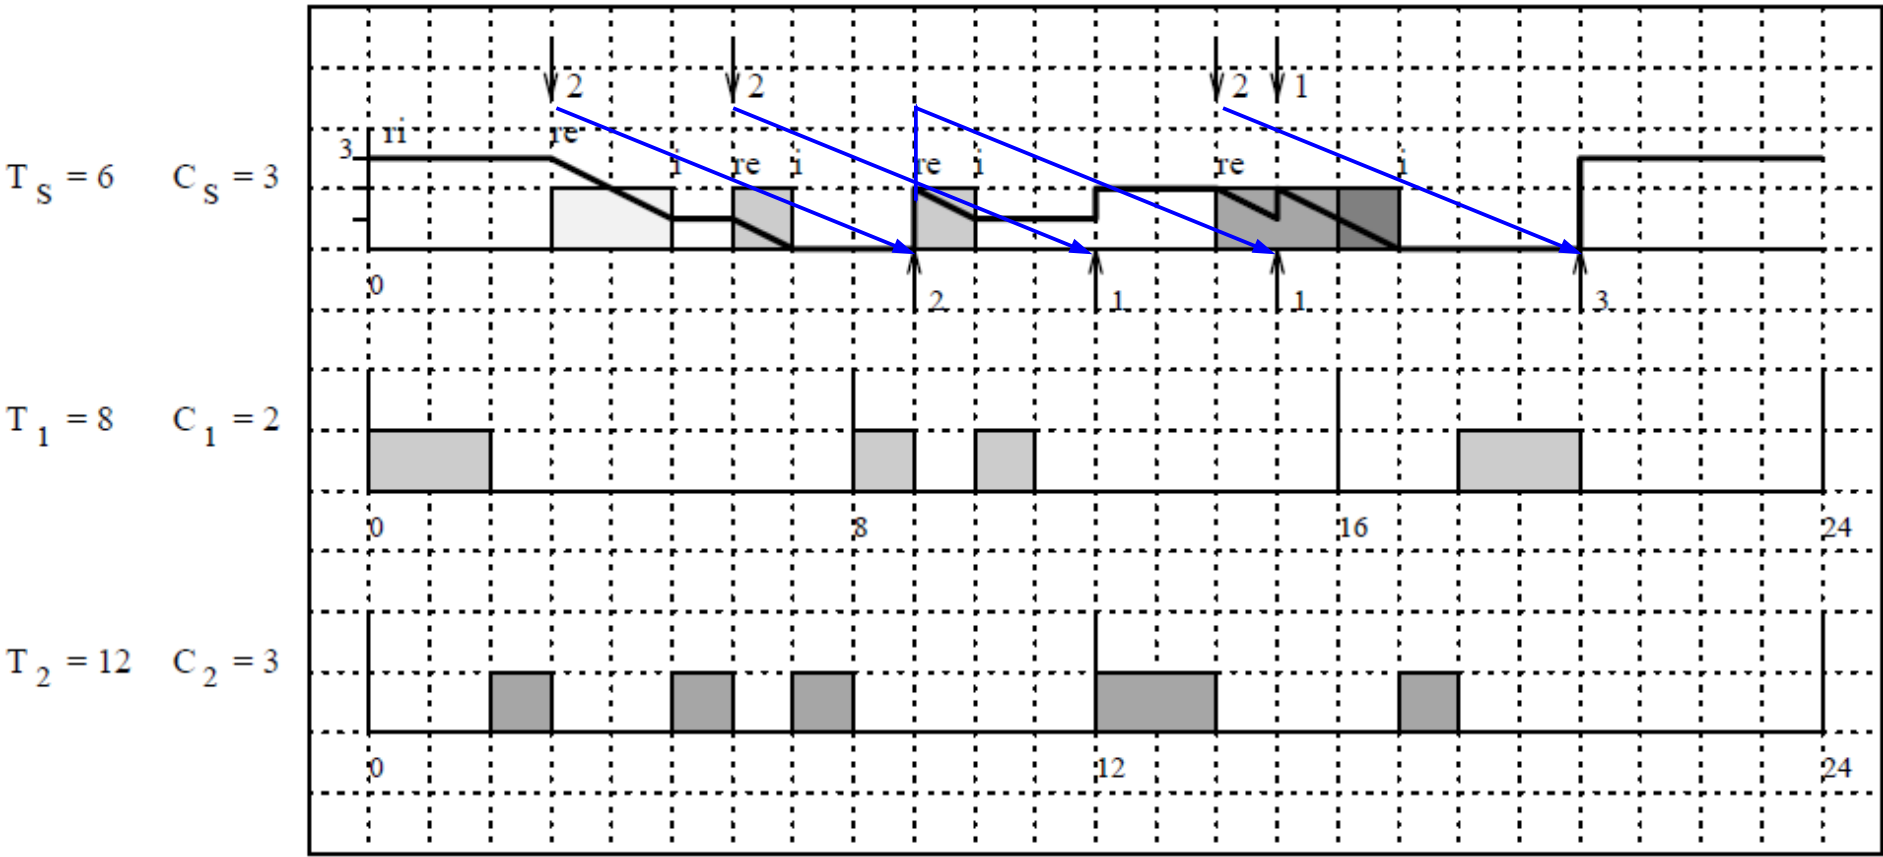 2 2 2 1
3 ri re
T S = 6 C S = 3 i re i re i re i
0 2 1 1 3
T 1 = 8 C 1 = 2
0 8 16 24
T 2 = 12 C 2 = 3
0 12 24